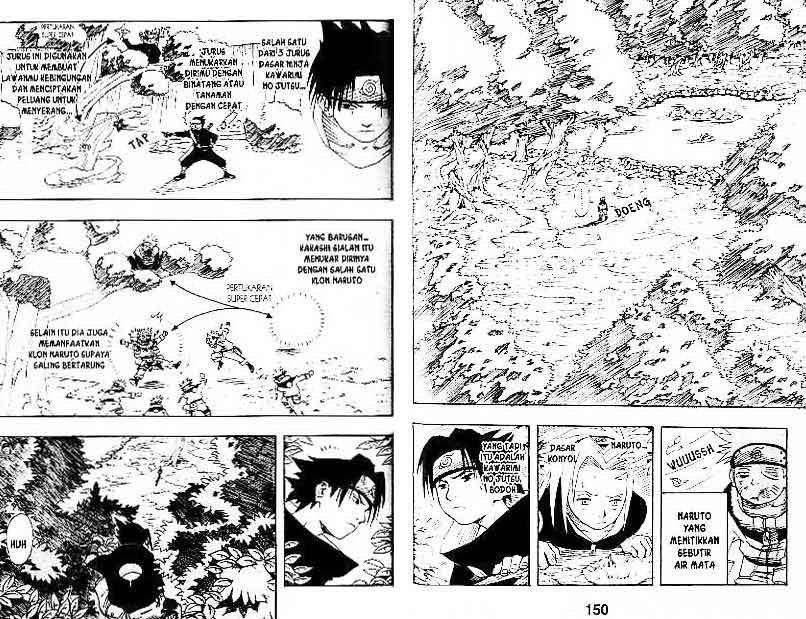 DOENG
VUUUSSH
NARUTO
YANG
MENITIKKAN
SEBUTIR
AIR MATA
NARUTO...
DASAR
KONYOL
YANG TADI
ITU ADALAH
KAWARIMI
NO JUTSU,
BODOH
150
SALAH SATU
DARI 3 JURUS
DASAR NINJA
KAWARIMI
NO JUTSU...
JURUS
MENUKARKAN
DIRIMU DENGAN
BINATANG ATAU
TANAMAN
DENGAN CEPAT
PERTUKARAN
SUPER CEPAT
JURUS INI DIGUNAKAN
UNTUK MEMBUAT
LAWANMU KEBINGUNGAN
DAN MENCIPTAKAN
PELUANG UNTUK
MENYERANG...
TAP
YANG BARUSAN...
KAKASHI SIALAN ITU
MENUKAR DIRINYA
DENGAN SALAH SATU
KLON NARUTO
PERTUKARAN
SUPER CEPAT
SELAIN ITU DIA JUGA
MEMANFAATKAN
KLON NARUTO SUPAYA
SALING BERTARUNG
HUH